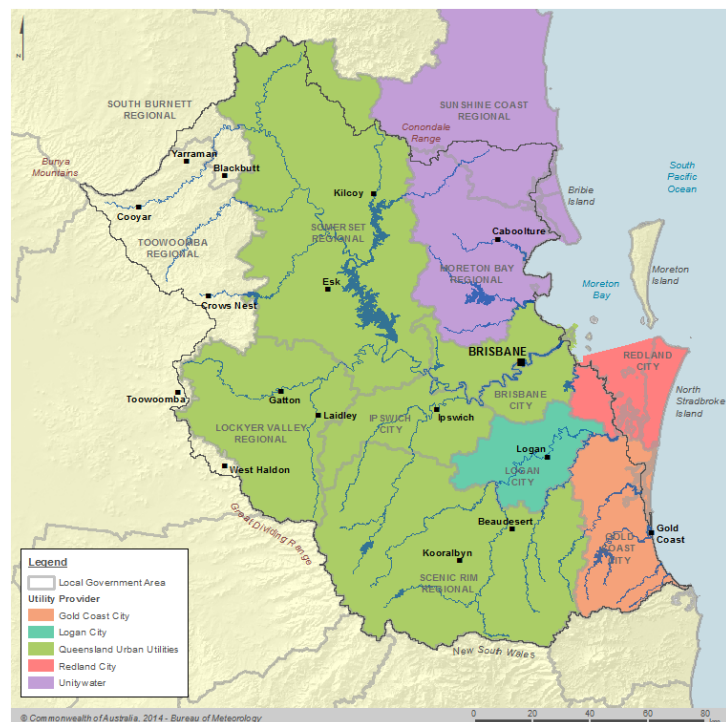 N
SOUTH BURNETT
REGIONAL
SUNSHINE COAST
REGIONAL
Conondale
Range
Bunya
Mountains
Yarraman
Blackbutt
South
Pacific
Ocean
Kilcoy
Bribie
Island
Cooyar
SOMERSET
REGIONAL
Caboolture
TOOWOOMBA
REGIONAL
MORETON BAY
REGIONAL
Moreton
Island
Esk
Moreton
Bay
Crows Nest
BRISBANE
REDLAND
CITY
Toowoomba
Gatton
BRISBANE
CITY
North
Stradbroke
Island
Laidley
IPSWICH
CITY
Ipswich
LOCKYER VALLEY
REGIONAL
Logan
LOGAN
CITY
West Haldon
Great Dividing Range
Beaudesert
Gold
Coast
GOLD
COAST
CITY
Kooralbyn
SCENIC RIM
REGIONAL
New South Wales
Legend
Local Government Area
Utility Provider
Gold Coast City
Logan City
Queensland Urban Utilities
Redland City
Unitywater
© Commonwealth of Australia, 2014 - Bureau of Meteorology
0 20 40 60 80